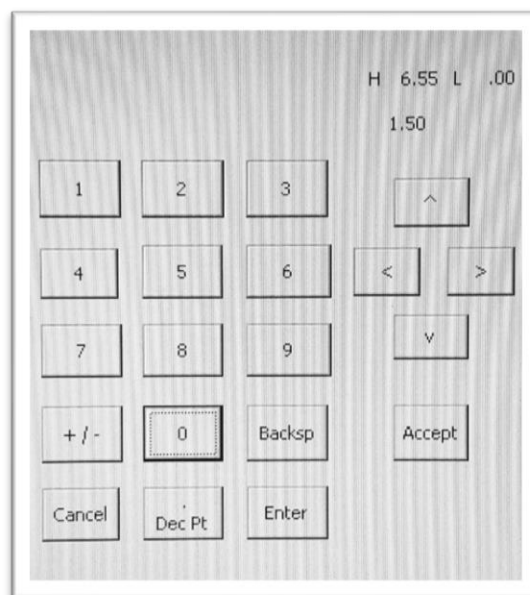 H 6.55 L .00
1.50
1 2 3
^
4 5 6 < >
7 8 9 v
+ / - 0 Backsp Accept
Cancel . Dec Pt Enter